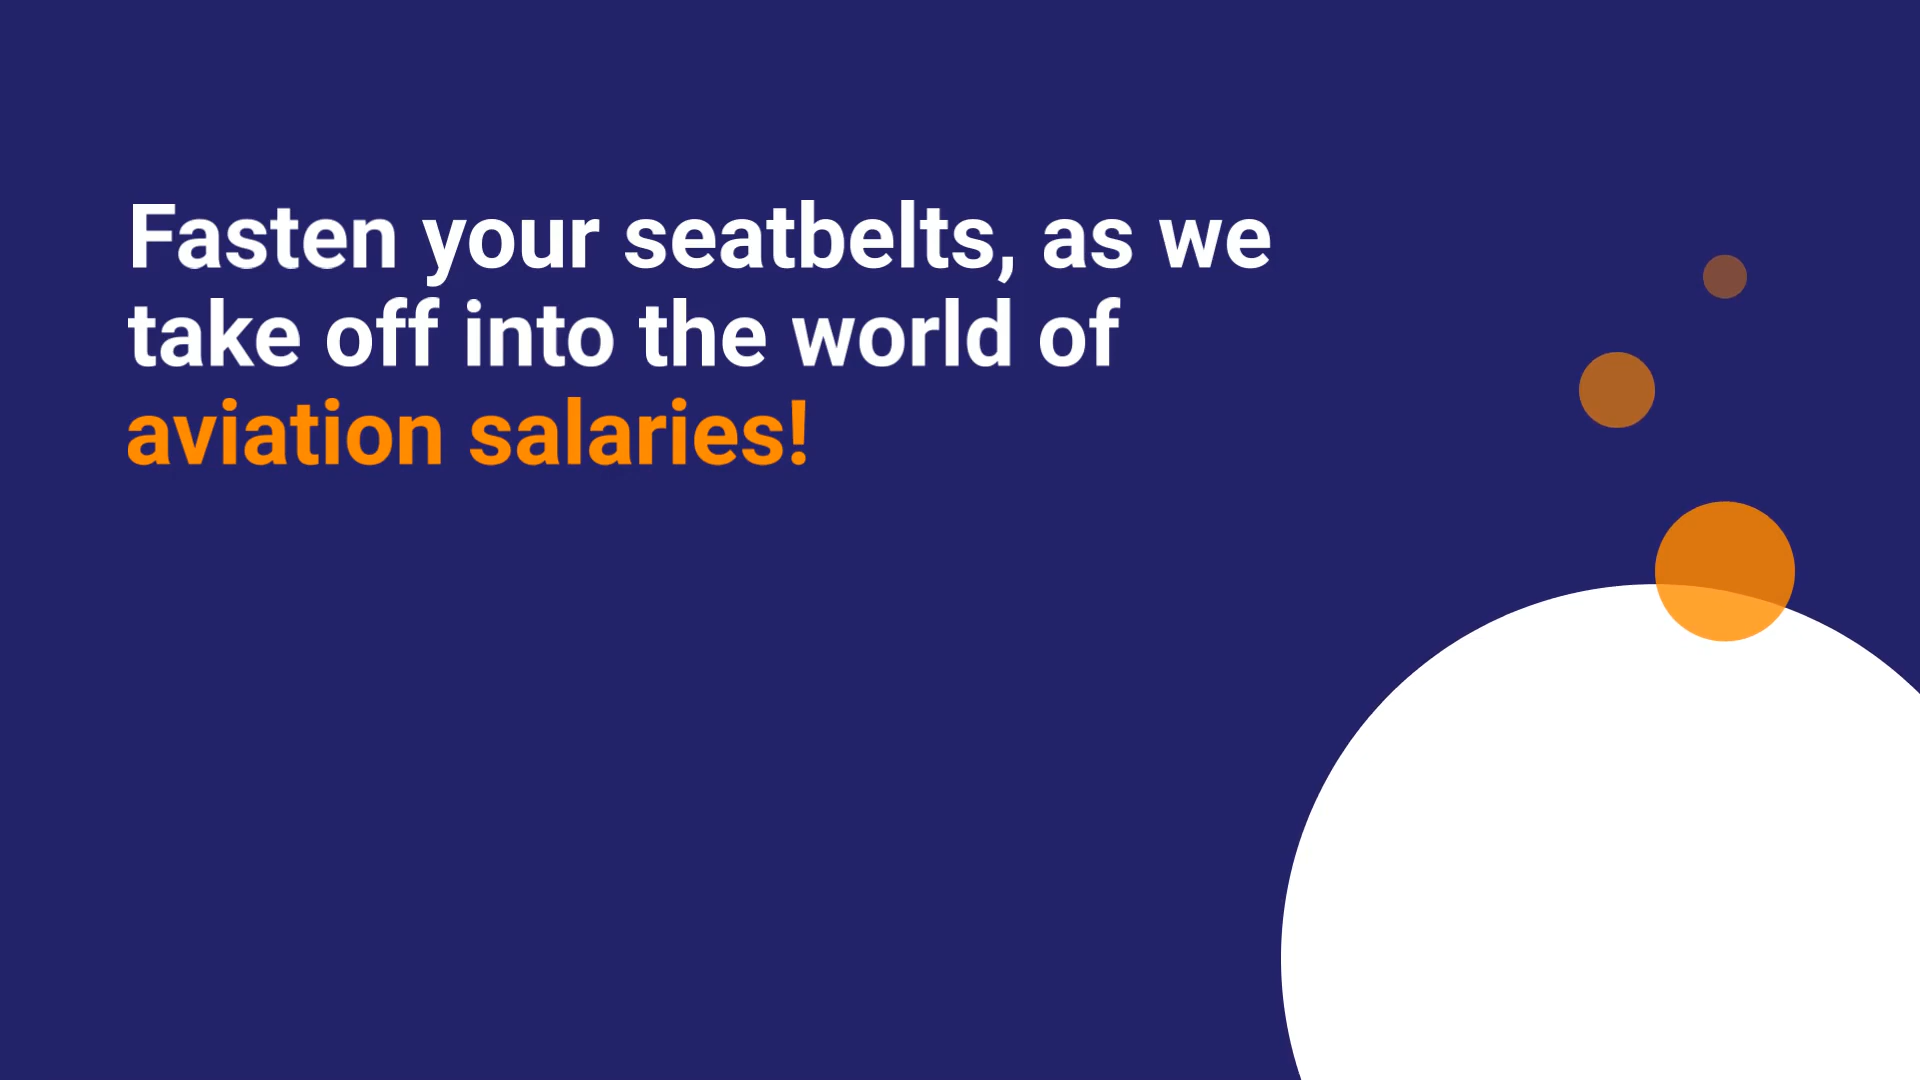 Fasten your seatbelts, as we
take off into the world of
aviation salaries!